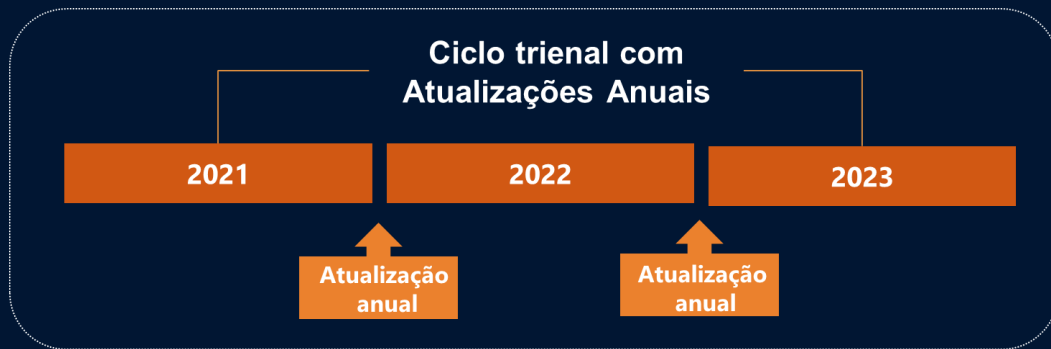 Ciclo trienal com
Atualizações Anuais
2021
2022
2023
Atualização
anual
Atualização
anual